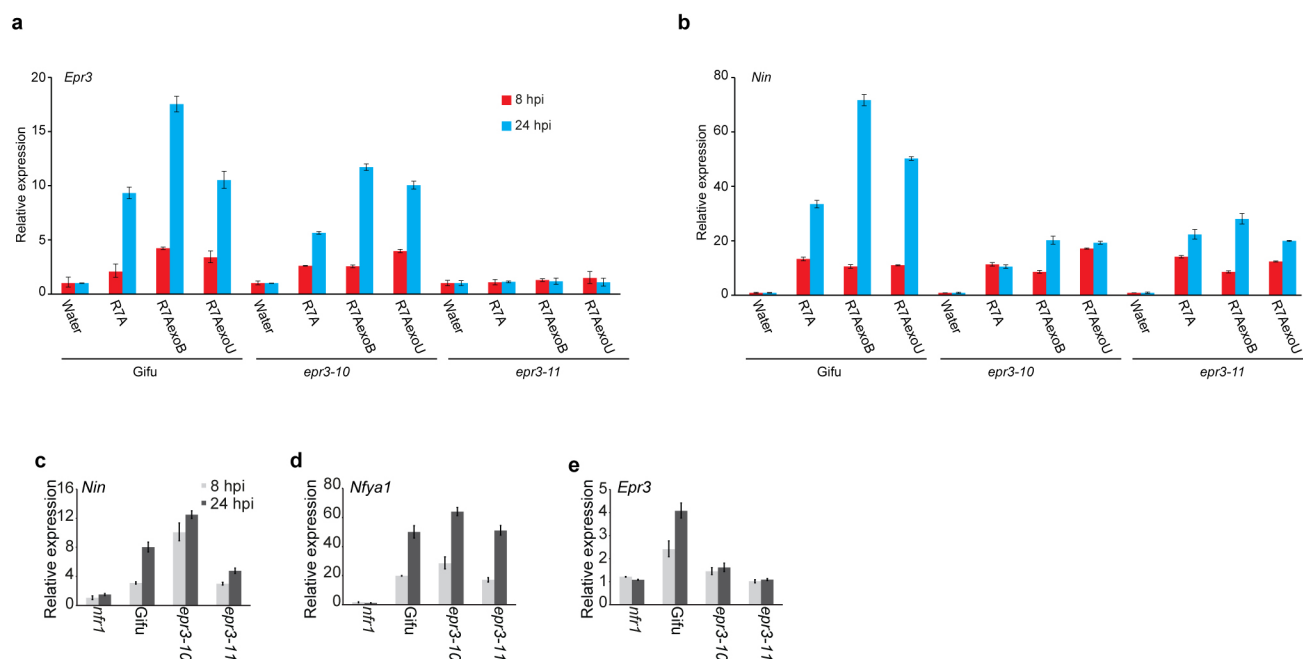 a
Epr3
Relative expression
20
15
10
5
0
8 hpi
24 hpi
Water
R7A
R7AexoB
R7AexoU
Water
R7A
R7AexoB
R7AexoU
Water
R7A
R7AexoB
R7AexoU
Gifu
epr3-10
epr3-11
b
Nin
Relative expression
80
60
40
20
0
Water
R7A
R7AexoB
R7AexoU
Water
R7A
R7AexoB
R7AexoU
Water
R7A
R7AexoB
R7AexoU
Gifu
epr3-10
epr3-11
c
Nin
Relative expression
16
12
8
4
0
8 hpi
24 hpi
nfr1
Gifu
epr3-10
epr3-11
d
Nfya1
Relative expression
80
60
40
20
0
nfr1
Gifu
epr3-10
epr3-11
e
Epr3
Relative expression
5
4
3
2
1
0
nfr1
Gifu
epr3-10
epr3-11